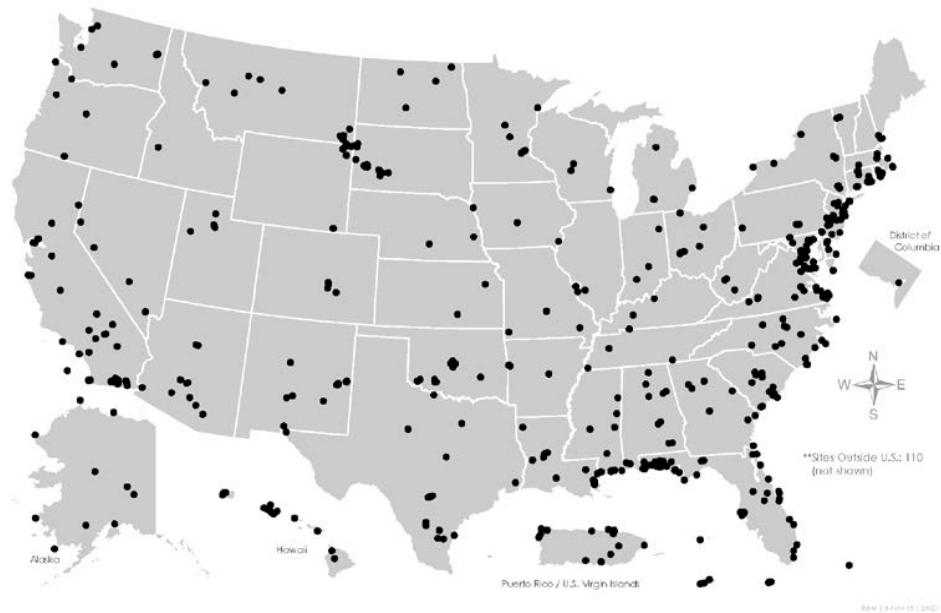 District of
Columbia
N
W E
S
**Sites Outside U.S.: 110
(not shown)
Alaska
Hawaii
Puerto Rico / U.S. Virgin Islands